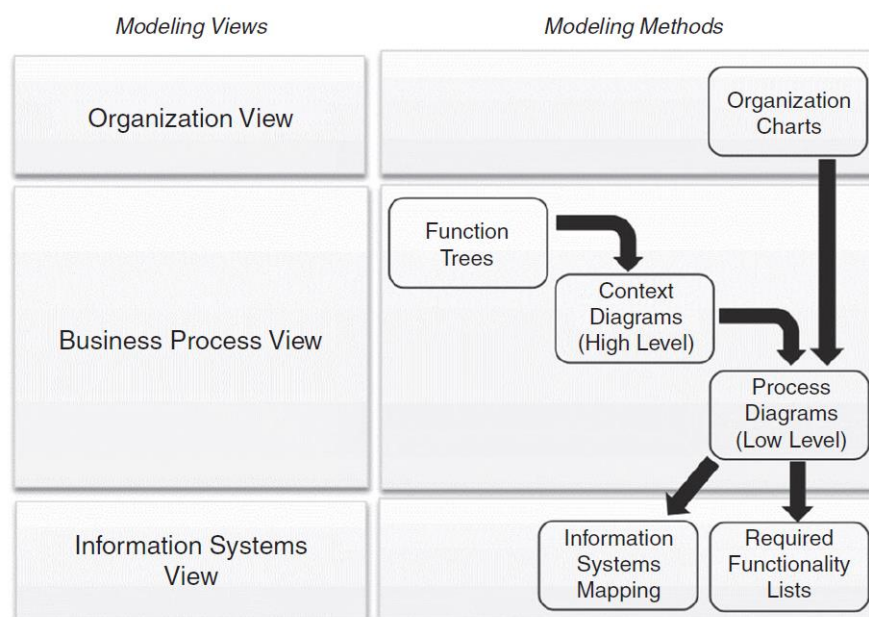 Modeling Views
Modeling Methods
Organization View
Organization
Charts
Business Process View
Function
Trees
Context
Diagrams
(High Level)
Process
Diagrams
(Low Level)
Information Systems
View
Information
Systems
Mapping
Required
Functionality
Lists